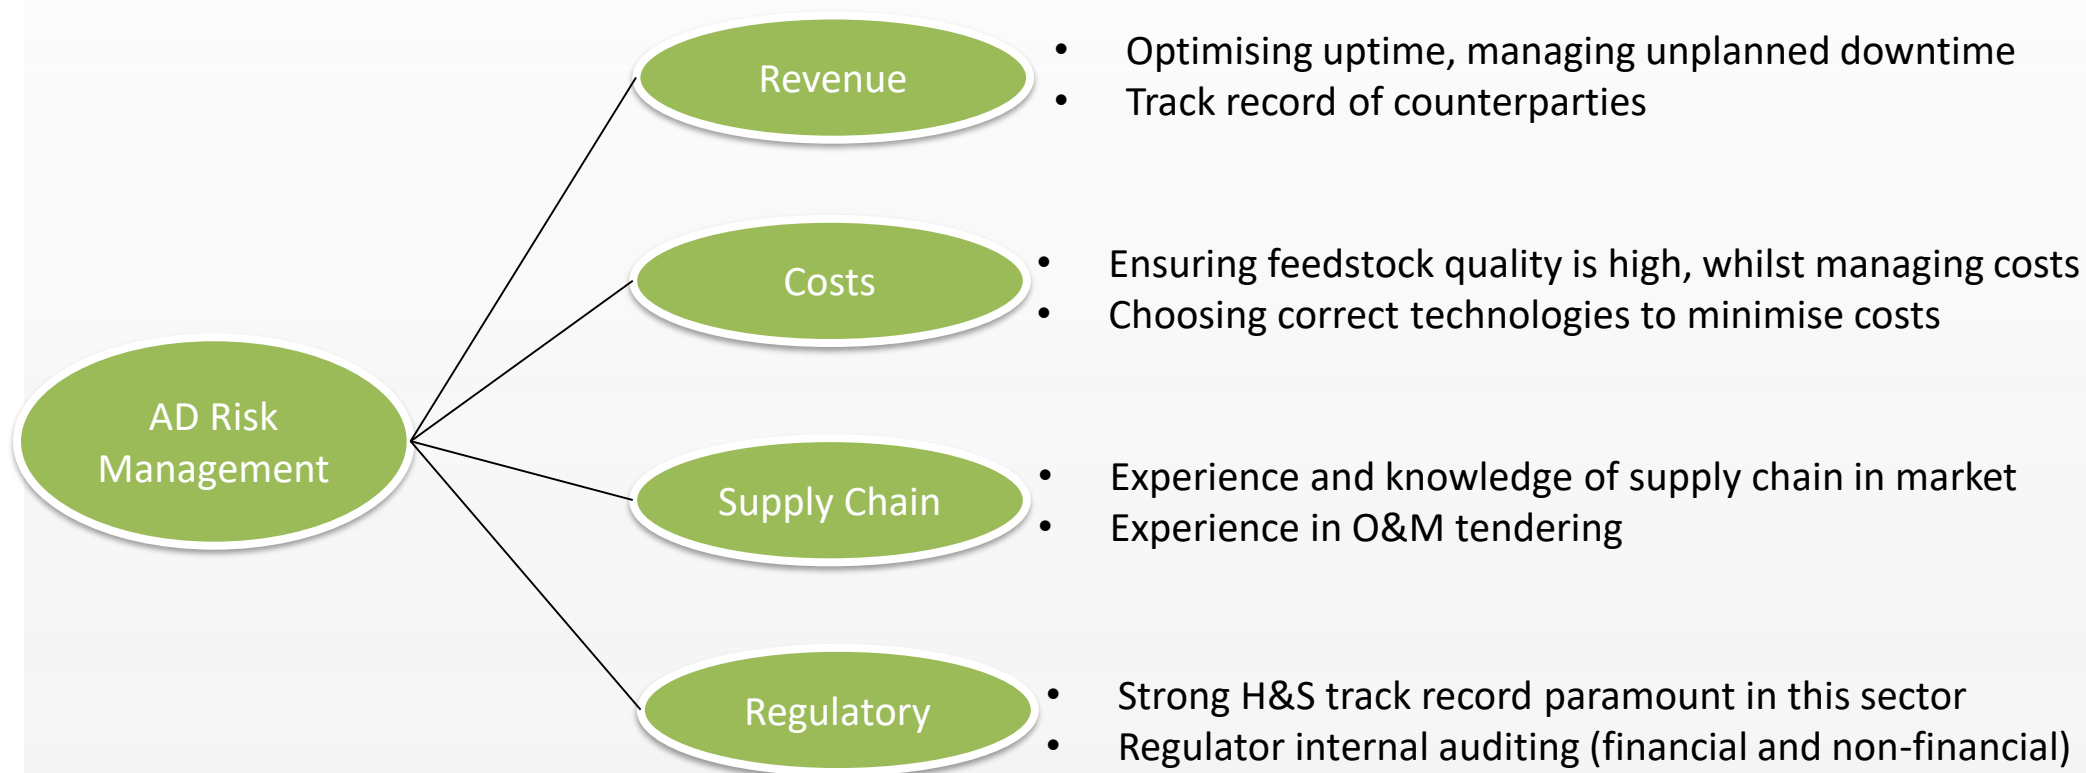 Revenue
• Optimising uptime, managing unplanned downtime
• Track record of counterparties
Costs
• Ensuring feedstock quality is high, whilst managing costs
• Choosing correct technologies to minimise costs
AD Risk
Management
Supply Chain
• Experience and knowledge of supply chain in market
• Experience in O&M tendering
Regulatory
• Strong H&S track record paramount in this sector
• Regulator internal auditing (financial and non-financial)